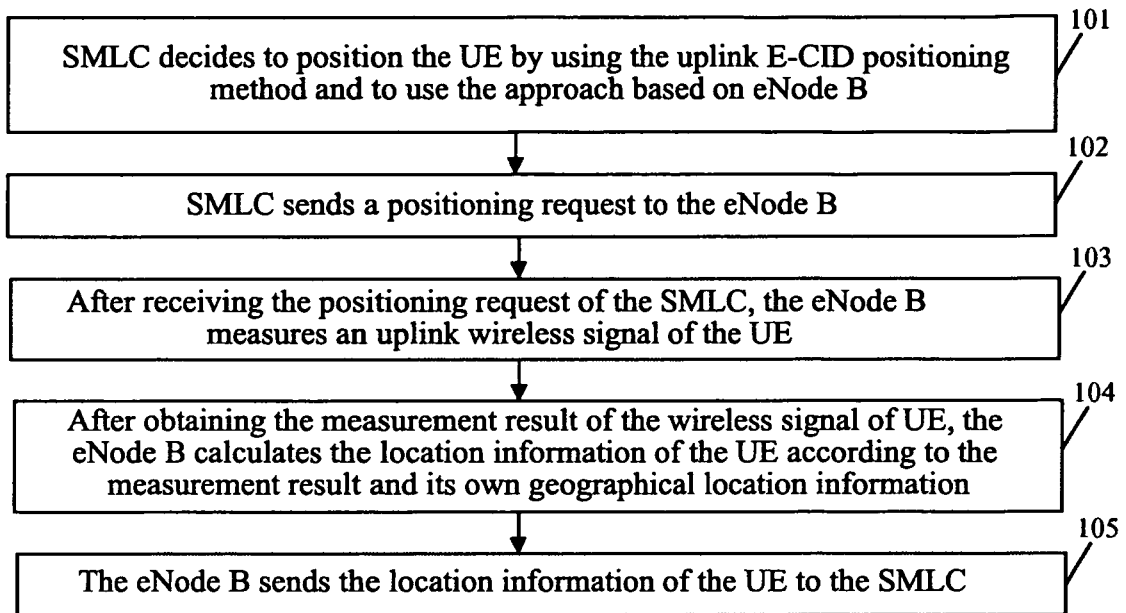 101
SMLC decides to position the UE by using the uplink E-CID positioning
method and to use the approach based on eNode B
102
SMLC sends a positioning request to the eNode B
103
After receiving the positioning request of the SMLC, the eNode B
measures an uplink wireless signal of the UE
104
After obtaining the measurement result of the wireless signal of UE, the
eNode B calculates the location information of the UE according to the
measurement result and its own geographical location information
105
The eNode B sends the location information of the UE to the SMLC